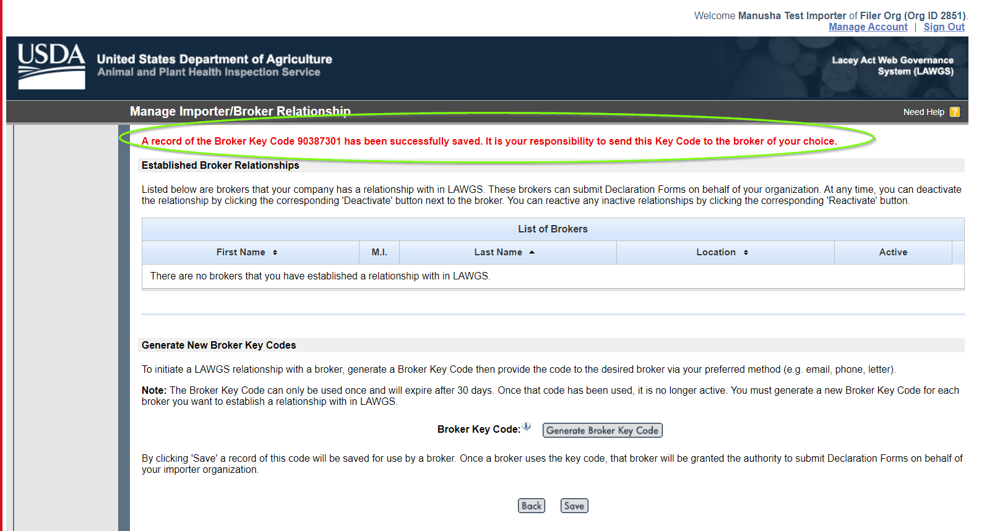 Welcome Manusha Test Importer of Filer Org (Org ID 2851).
Manage Account | Sign Out
USDA
United States Department of Agriculture
Animal and Plant Health Inspection Service
Lacey Act Web Governance
System (LAWGS)
Manage Importer/Broker Relationship
Need Help ?
A record of the Broker Key Code 90387301 has been successfully saved. It is your responsibility to send this Key Code to the broker of your choice.
Established Broker Relationships
Listed below are brokers that your company has a relationship with in LAWGS. These brokers can submit Declaration Forms on behalf of your organization. At any time, you can deactivate
the relationship by clicking the corresponding 'Deactivate' button next to the broker. You can reactive any inactive relationships by clicking the corresponding 'Reactivate' button.
List of Brokers
First Name M.I. Last Name Location Active
There are no brokers that you have established a relationship with in LAWGS.
Generate New Broker Key Codes
To initiate a LAWGS relationship with a broker, generate a Broker Key Code then provide the code to the desired broker via your preferred method (e.g. email, phone, letter).
Note: The Broker Key Code can only be used once and will expire after 30 days. Once that code has been used, it is no longer active. You must generate a new Broker Key Code for each
broker you want to establish a relationship with in LAWGS.
Broker Key Code: Generate Broker Key Code
By clicking 'Save' a record of this code will be saved for use by a broker. Once a broker uses the key code, that broker will be granted the authority to submit Declaration Forms on behalf of
your importer organization.
Back Save